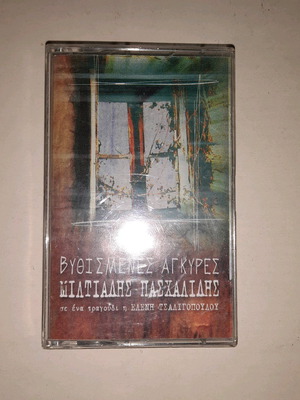 ΒΥΘΙΣΜΕΝΕΣ ΑΓΚΥΡΕΣ
ΜΙΛΤΙΑΔΗΣ ΠΑΣΧΑΛΙΔΗΣ
σε ένα τραγούδι η ΕΛΕΝΗ ΤΣΑΛΙΓΟΠΟΥΛΟΥ